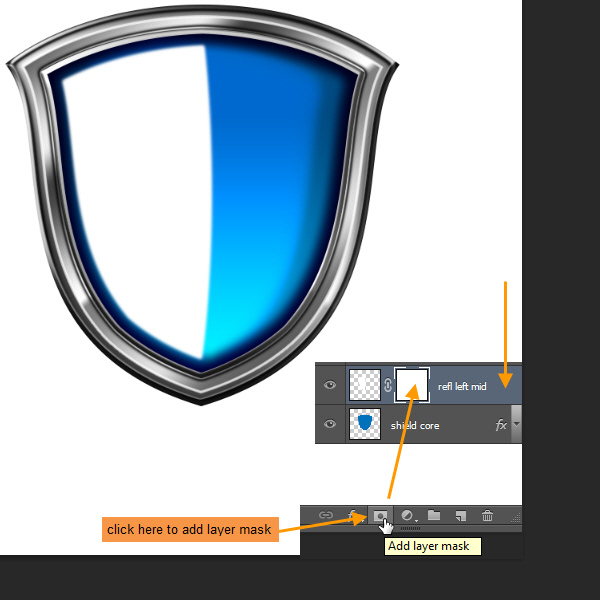 refl left mid
shield core
fx
click here to add layer mask
Add layer mask